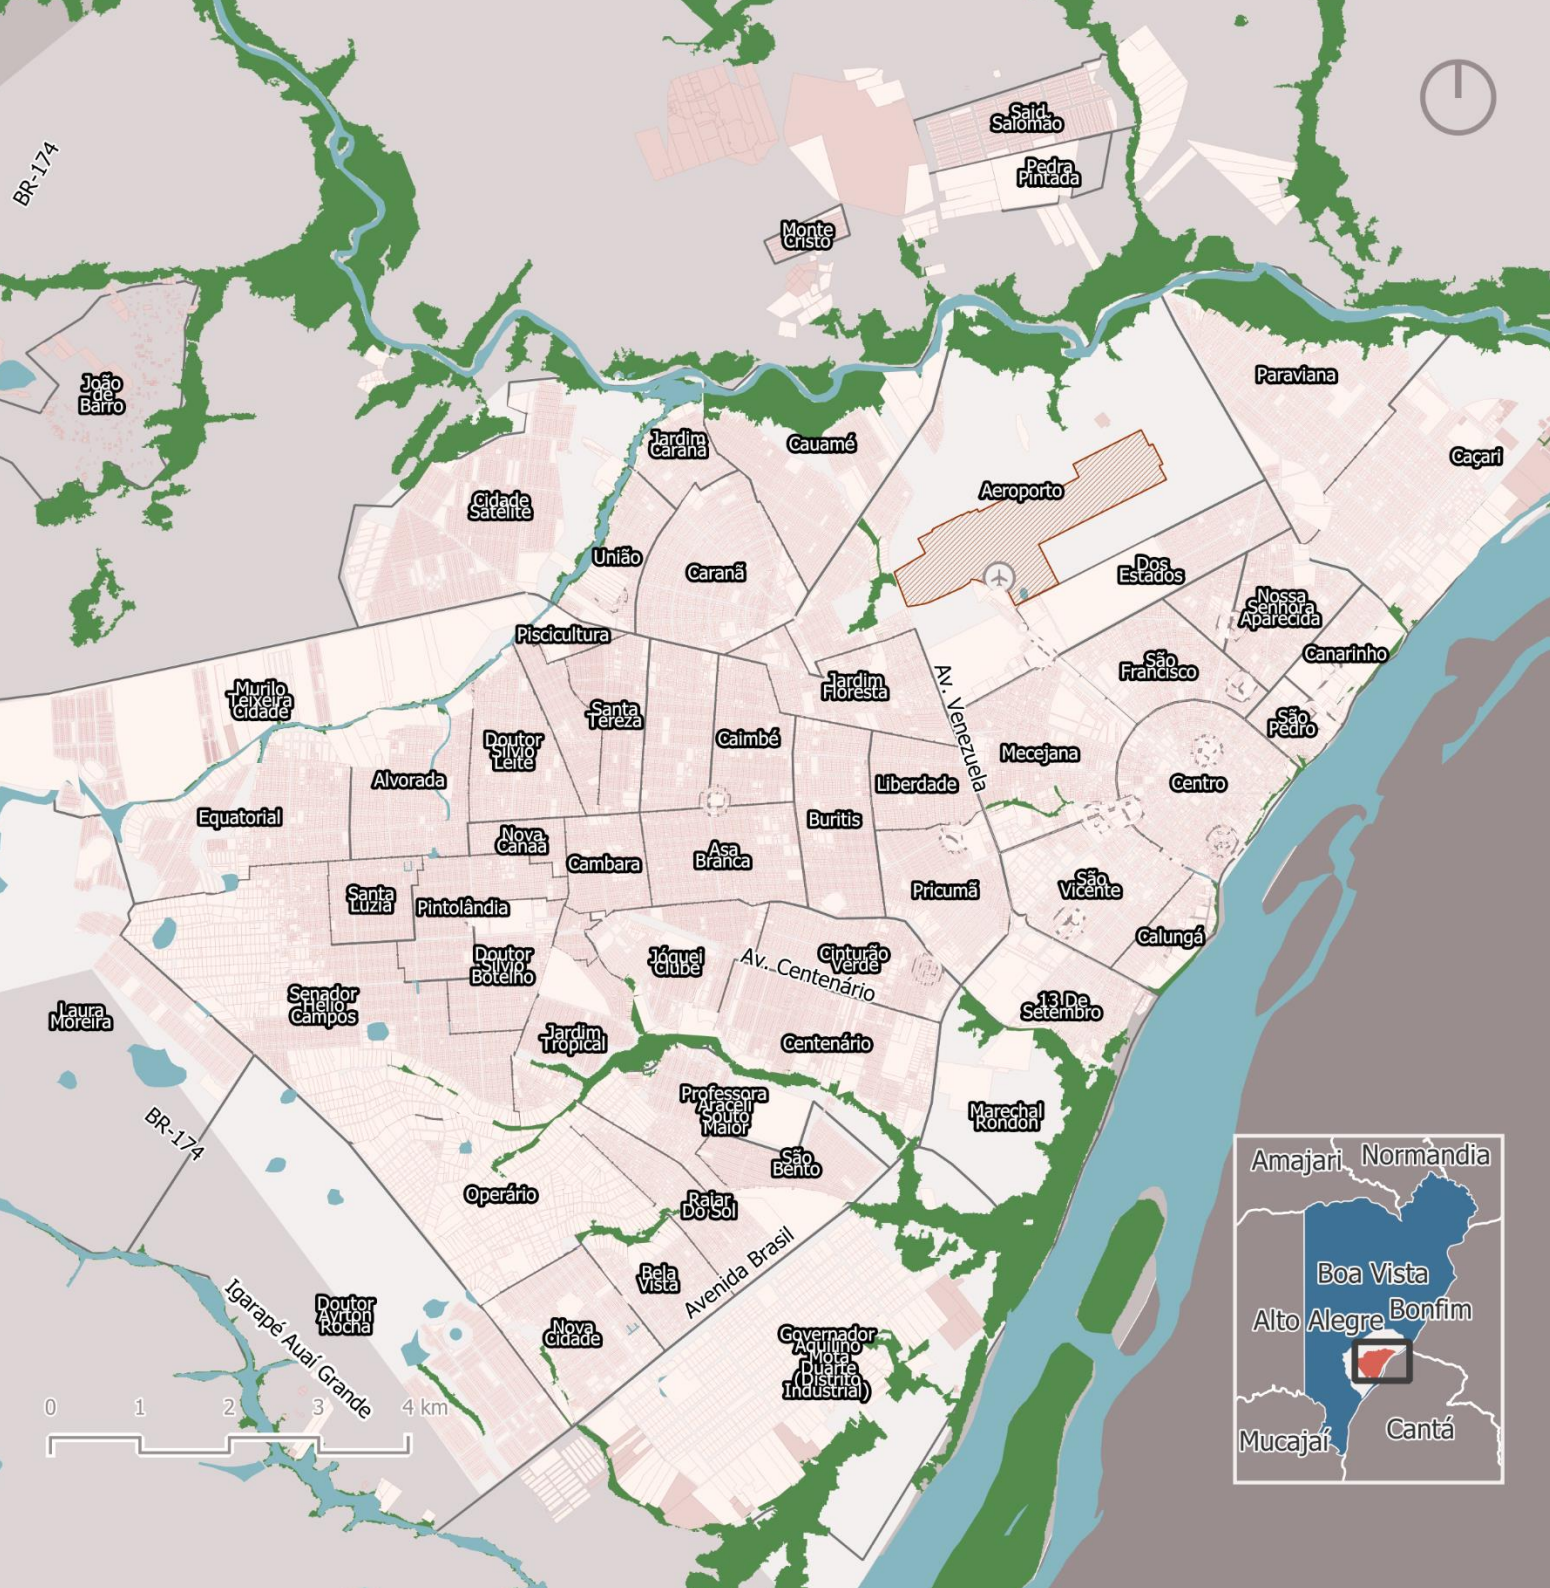 BR-174
Said
Salomão
Pedra
Pintada
Monte
Cristo
João
de
Barro
Paraviana
Jardim
Caranã
Cauamé
Caçari
Aeroporto
Cidade
Satélite
União
Caranã
Dos
Estados
Nossa
Senhora
Aparecida
Piscicultura
Canarinho
São
Francisco
Jardim
Floresta
Murilo
Teixeira
Cidade
Santa
Tereza
São
Pedro
Av. Venezuela
Doutor
Silvio
Leite
Caimbé
Mecejana
Alvorada
Liberdade
Centro
Equatorial
Buritis
Nova
Canaã
Cambara
Asa
Branca
São
Vicente
Pricumã
Santa
Luzia
Pintolândia
Calungá
Doutor
Silvio
Botelho
Jóquei
Clube
Cinturão
Verde
Av. Centenário
Senador
Hélio
Campos
Laura
Moreira
13 De
Setembro
Jardim
Tropical
Centenário
Professora
Araceli
Souto
Maior
Marechal
Rondon
BR-174
São
Bento
Operário
Raiar
Do Sol
Bela
Vista
Avenida Brasil
Doutor
Ayrton
Rocha
Igarapé Auaí Grande
Nova
Cidade
Governador
Aquilino
Mota
Duarte
(Distrito
Industrial)
0 1 2 3 4 km
Amajari
Normandia
Boa Vista
Bonfim
Alto Alegre
Cantá
Mucajaí